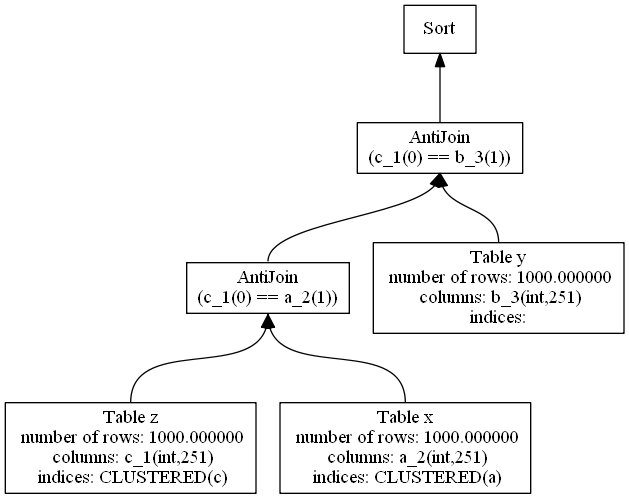 Sort
AntiJoin
(c_1(0) == b_3(1))
AntiJoin
(c_1(0) == a_2(1))
Table y
number of rows: 1000.000000
columns: b_3(int,251)
indices:
Table z
number of rows: 1000.000000
columns: c_1(int,251)
indices: CLUSTERED(c)
Table x
number of rows: 1000.000000
columns: a_2(int,251)
indices: CLUSTERED(a)